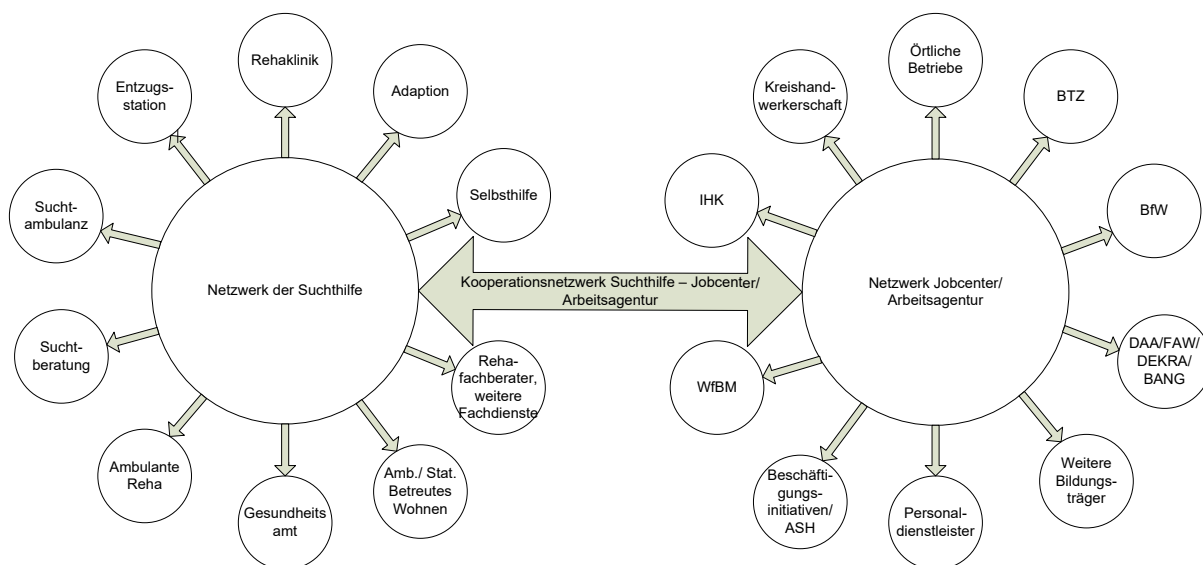 Entzugs-
station
Rehaklinik
Adaption
Selbsthilfe
Sucht-
ambulanz
Netzwerk der Suchthilfe
Sucht-
beratung
Ambulante
Reha
Gesundheits
amt
Amb./ Stat.
Betreutes
Wohnen
Reha-
fachberater,
weitere
Fachdienste
Kooperationsnetzwerk Suchthilfe – Jobcenter/
Arbeitsagentur
Kreishand-
werkerschaft
Örtliche
Betriebe
BTZ
IHK
BfW
Netzwerk Jobcenter/
Arbeitsagentur
DAA/FAW/
DEKRA/
BANG
WfBM
Beschäfti-
gungs-
initiativen/
ASH
Personal-
dienstleister
Weitere
Bildungs-
träger